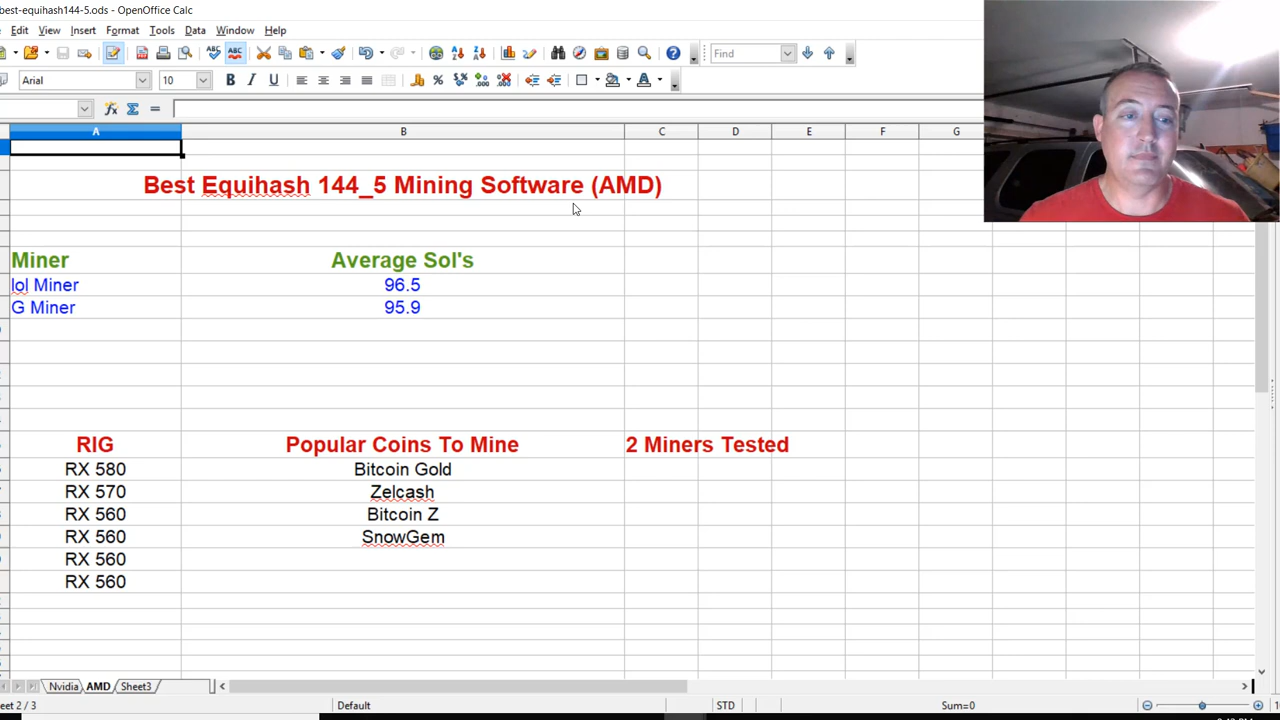 best-equihash144-5.ods - OpenOffice Calc
Edit View Insert Format Tools Data Window Help
Find
Arial 10
A B C D E F G
Best Equihash 144_5 Mining Software (AMD)
Miner Average Sol's
lol Miner 96.5
G Miner 95.9
RIG Popular Coins To Mine 2 Miners Tested
RX 580 Bitcoin Gold
RX 570 Zelcash
RX 560 Bitcoin Z
RX 560 SnowGem
RX 560
RX 560
Nvidia AMD Sheet3
eet 2 / 3 Default STD Sum=0